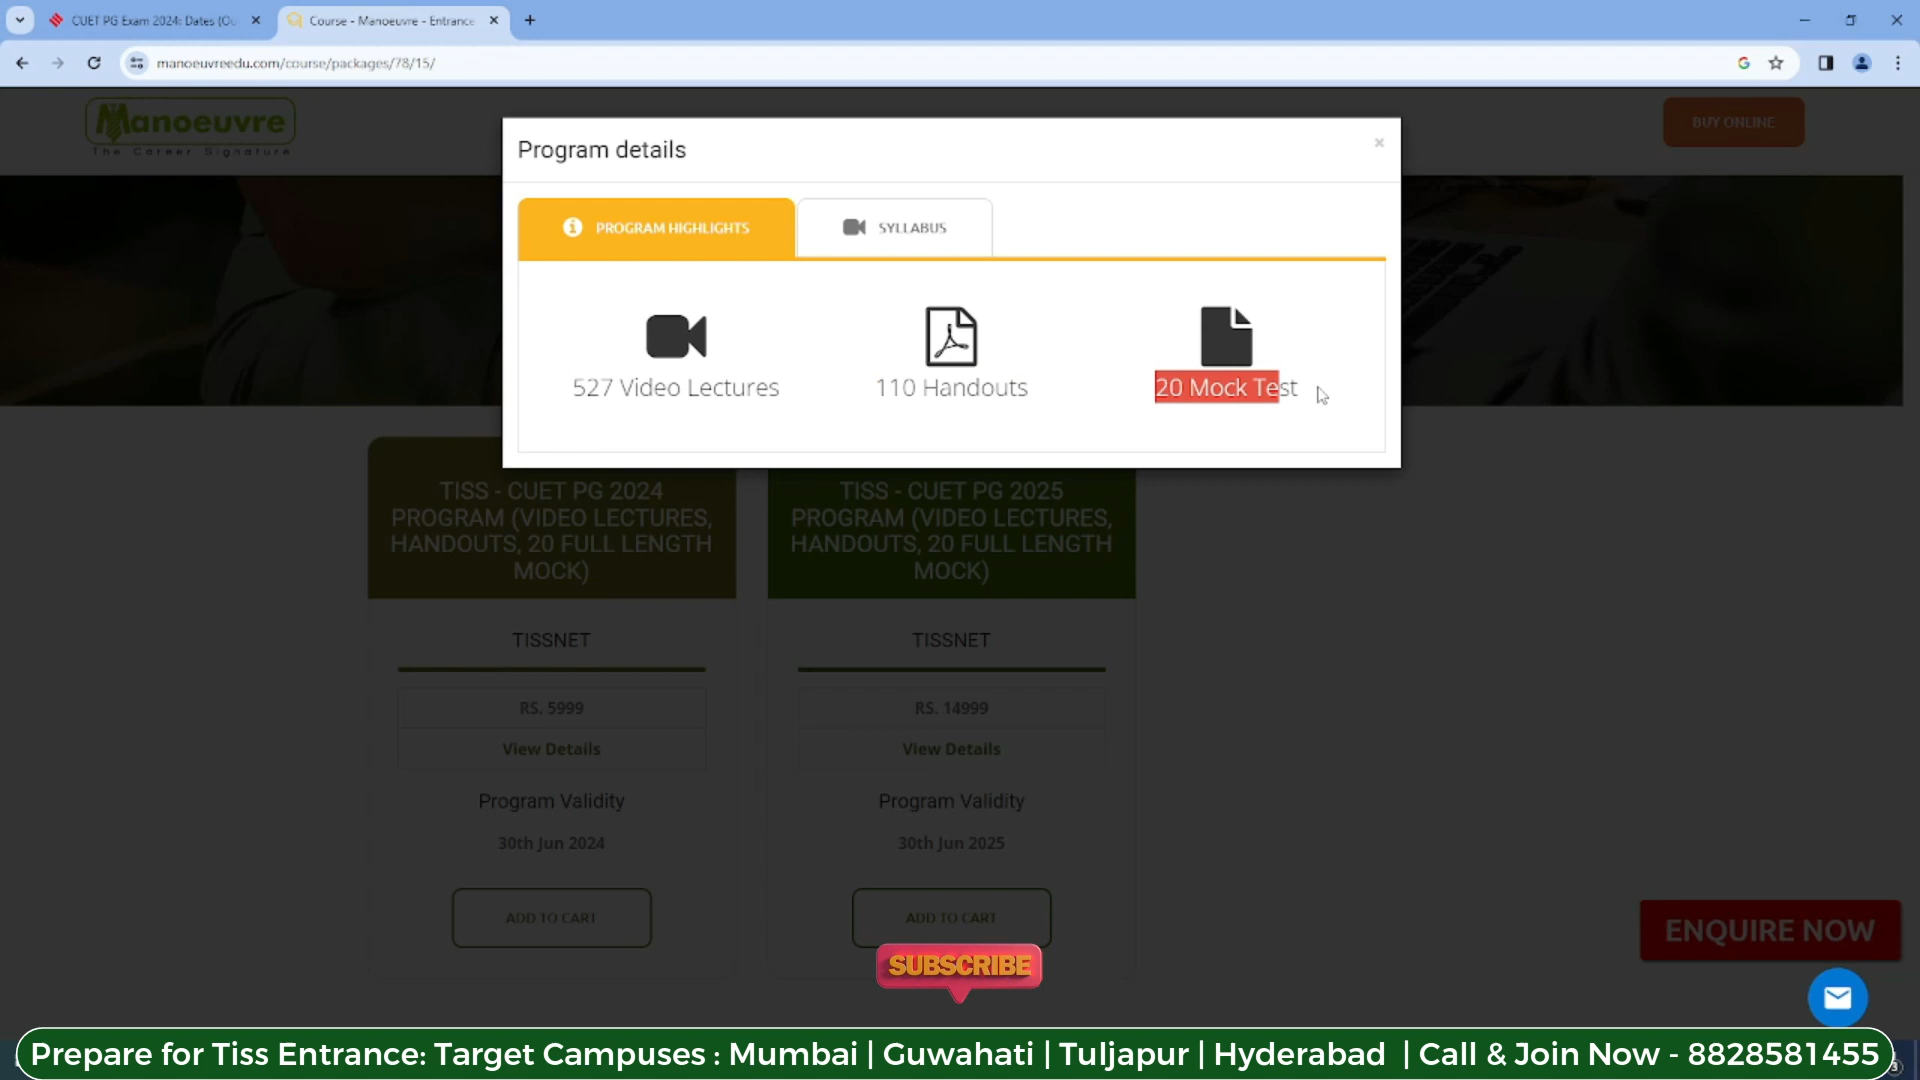 CUET PG Exam 2024: Dates (Ou
Course - Manoeuvre - Entrance
manoeuvreedu.com/course/packages/78/15/
Manoeuvre
The Career Signature
BUY ONLINE
Program details
×
PROGRAM HIGHLIGHTS
SYLLABUS
527 Video Lectures
110 Handouts
20 Mock Test
TISS - CUET PG 2024
PROGRAM (VIDEO LECTURES,
HANDOUTS, 20 FULL LENGTH
MOCK)
TISSNET
RS. 5999
View Details
Program Validity
30th Jun 2024
ADD TO CART
TISS - CUET PG 2025
PROGRAM (VIDEO LECTURES,
HANDOUTS, 20 FULL LENGTH
MOCK)
TISSNET
RS. 14999
View Details
Program Validity
30th Jun 2025
ADD TO CART
SUBSCRIBE
ENQUIRE NOW
Prepare for Tiss Entrance: Target Campuses : Mumbai | Guwahati | Tuljapur | Hyderabad | Call & Join Now - 8828581455